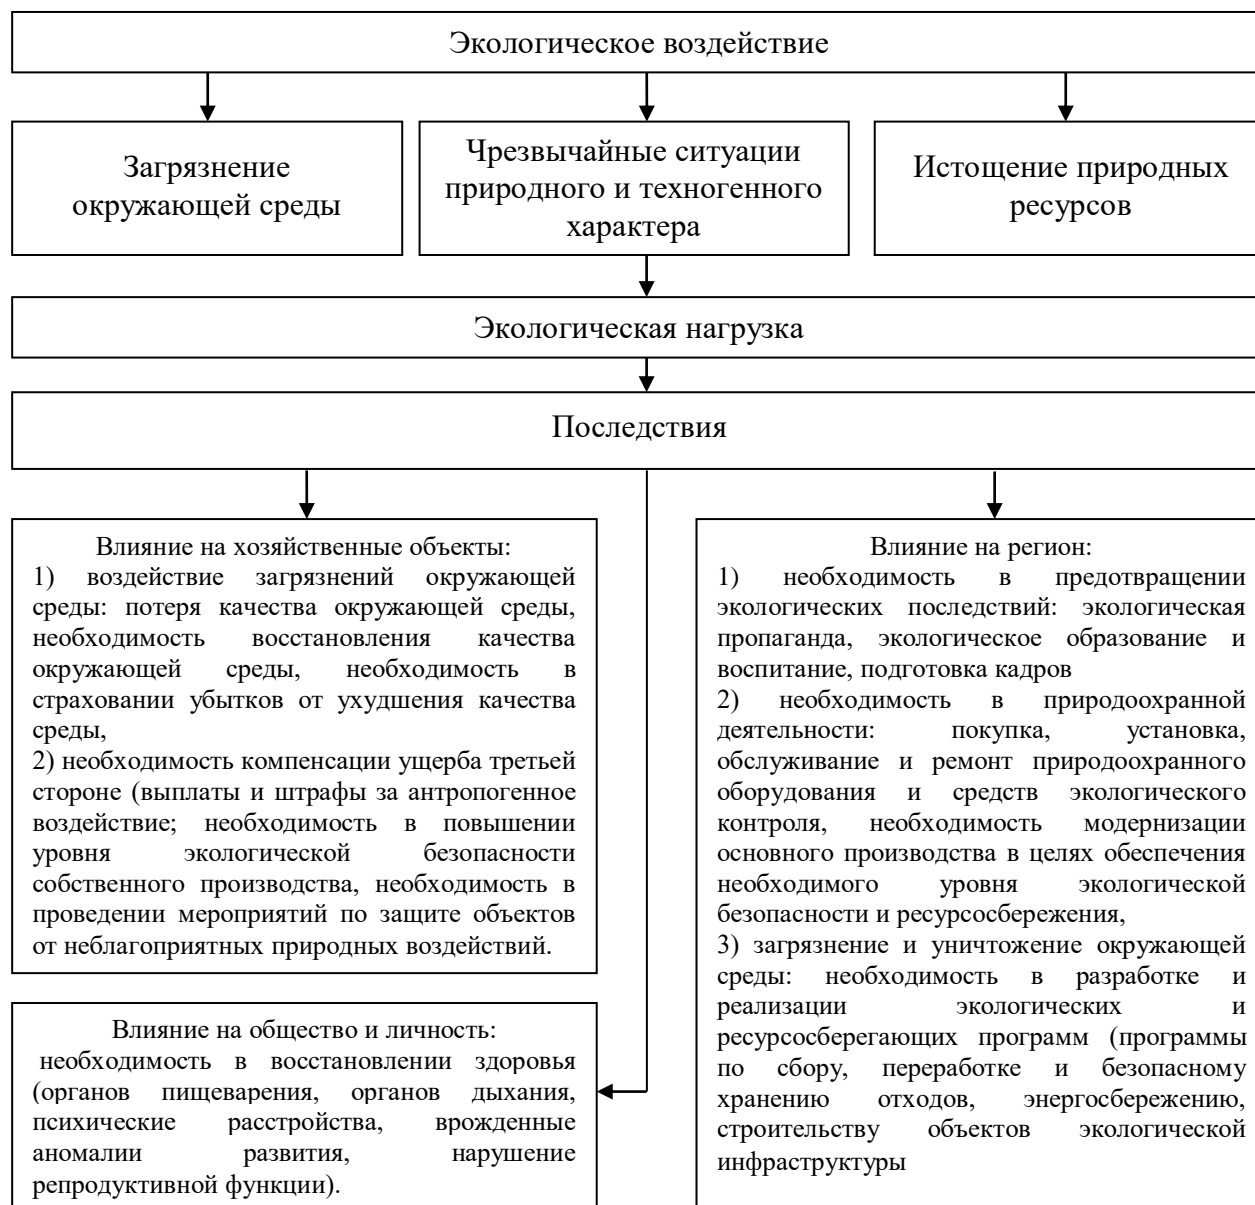 Экологическое воздействие
Загрязнение
окружающей среды
Чрезвычайные ситуации
природного и техногенного
характера
Истощение природных
ресурсов
Экологическая нагрузка
Последствия
Влияние на хозяйственные объекты:
1) воздействие загрязнений окружающей
среды: потеря качества окружающей среды,
необходимость восстановления качества
окружающей среды, необходимость в
страховании убытков от ухудшения качества
среды,
2) необходимость компенсации ущерба третьей
стороне (выплаты и штрафы за антропогенное
воздействие; необходимость в повышении
уровня экологической безопасности
собственного производства, необходимость в
проведении мероприятий по защите объектов
от неблагоприятных природных воздействий.
Влияние на общество и личность:
необходимость в восстановлении здоровья
(органов пищеварения, органов дыхания,
психические расстройства, врожденные
аномалии развития, нарушение
репродуктивной функции).
Влияние на регион:
1) необходимость в предотвращении
экологических последствий: экологическая
пропаганда, экологическое образование и
воспитание, подготовка кадров
2) необходимость в природоохранной
деятельности: покупка, установка,
обслуживание и ремонт природоохранного
оборудования и средств экологического
контроля, необходимость модернизации
основного производства в целях обеспечения
необходимого уровня экологической
безопасности и ресурсосбережения,
3) загрязнение и уничтожение окружающей
среды: необходимость в разработке и
реализации экологических и
ресурсосберегающих программ (программы
по сбору, переработке и безопасному
хранению отходов, энергосбережению,
строительству объектов экологической
инфраструктуры